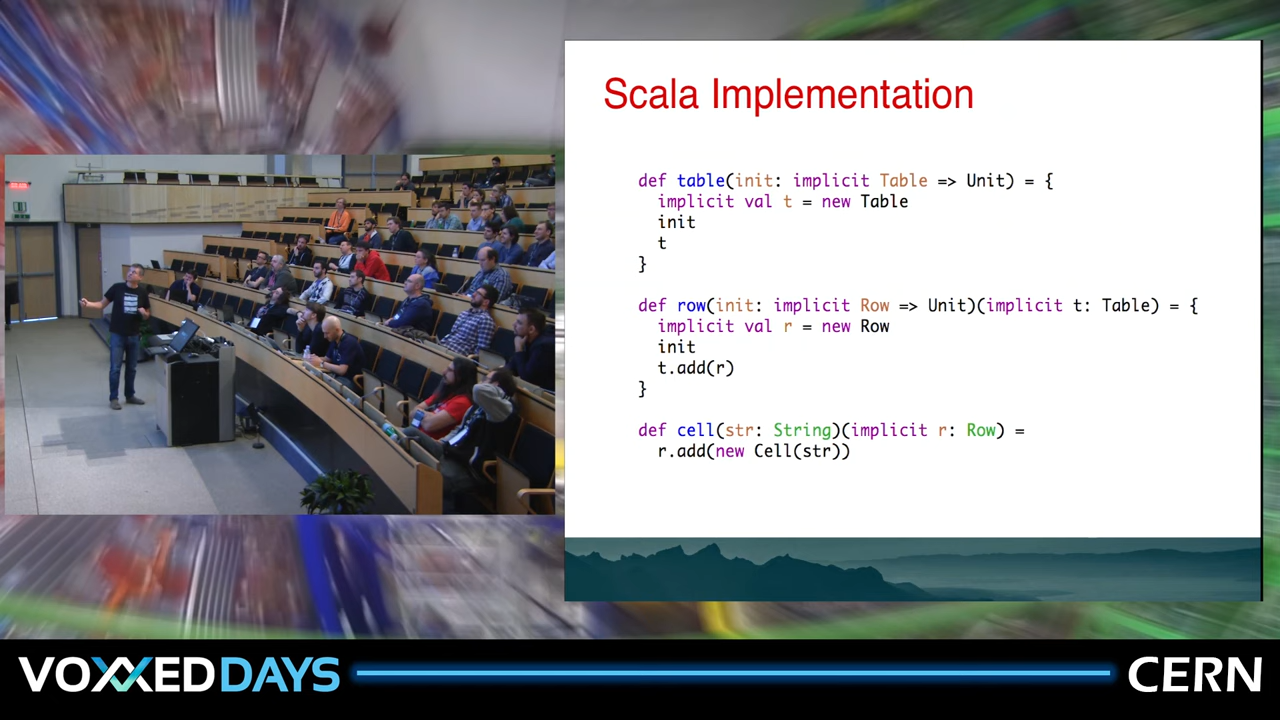 Scala Implementation
def table(init: implicit Table => Unit) = {
  implicit val t = new Table
  init
  t
}
def row(init: implicit Row => Unit)(implicit t: Table) = {
  implicit val r = new Row
  init
  t.add(r)
}
def cell(str: String)(implicit r: Row) =
  r.add(new Cell(str))
VOXXED DAYS
CERN